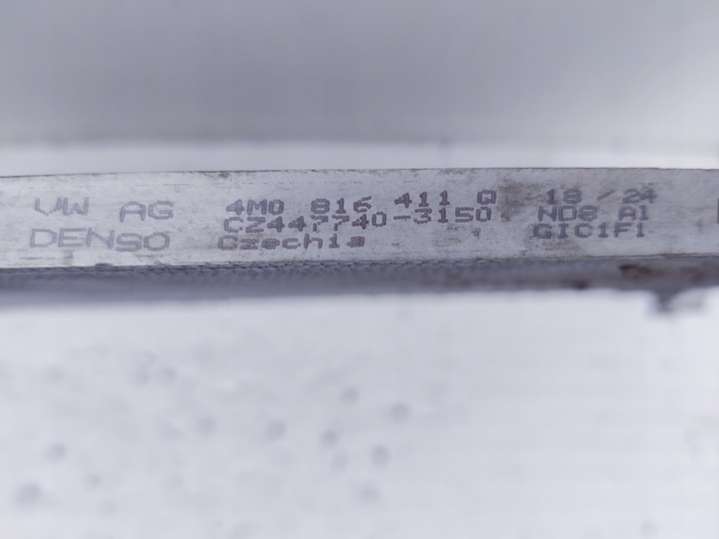 VW AG 4M0 816 411 Q 18 / 24
CZ447740-3150 ND8 A1
DENSO Czechia GIC1F1